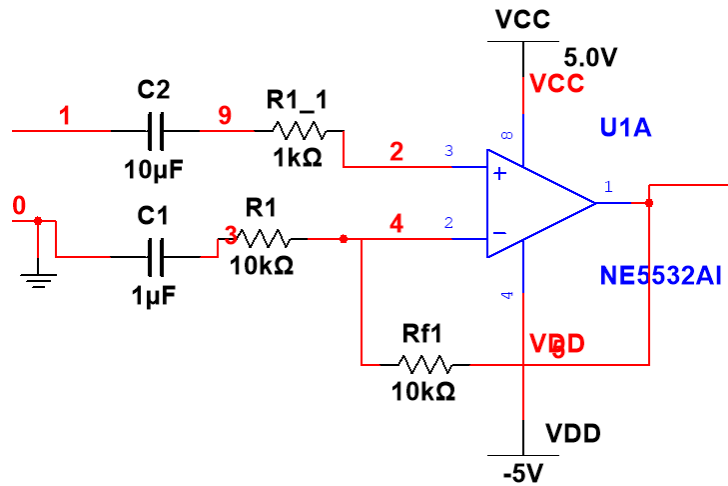 VCC
5.0V
VCC
C2
1
9
R1_1
10µF
1kΩ
2
3
8
U1A
+
1
0
C1
3
R1
4
2
−
1µF
10kΩ
4
NE5532AI
Rf1
VDD
5
10kΩ
VDD
-5V